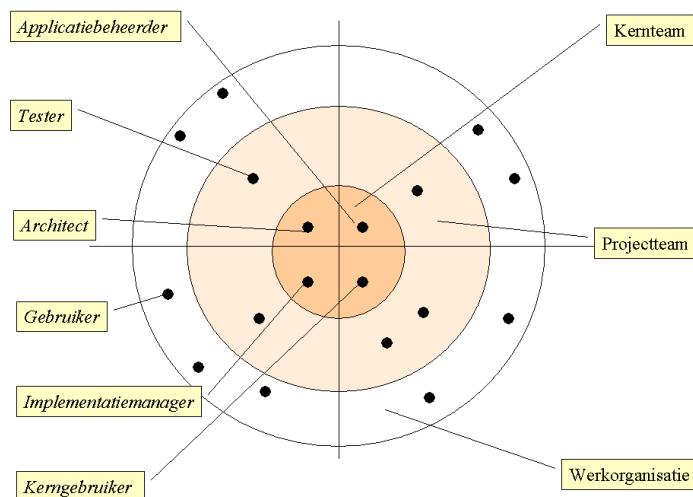 Applicatiebeheerder
Kernteam
Tester
Architect
Projectteam
Gebruiker
Implementatiemanager
Werkorganisatie
Kerngebruiker